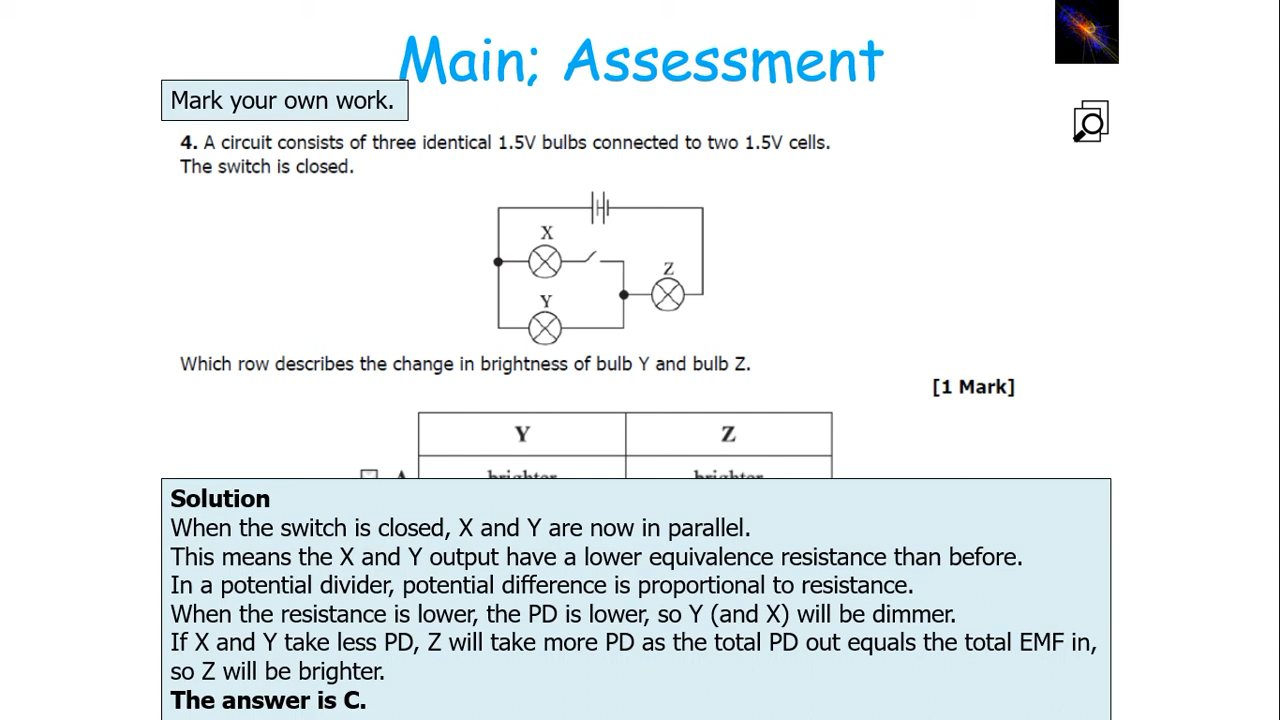 Main; Assessment
Mark your own work.
4. A circuit consists of three identical 1.5V bulbs connected to two 1.5V cells.
The switch is closed.
X
Z
Y
Which row describes the change in brightness of bulb Y and bulb Z.
[1 Mark]
Y Z
A brighter brighter
Solution
When the switch is closed, X and Y are now in parallel.
This means the X and Y output have a lower equivalence resistance than before.
In a potential divider, potential difference is proportional to resistance.
When the resistance is lower, the PD is lower, so Y (and X) will be dimmer.
If X and Y take less PD, Z will take more PD as the total PD out equals the total EMF in,
so Z will be brighter.
The answer is C.